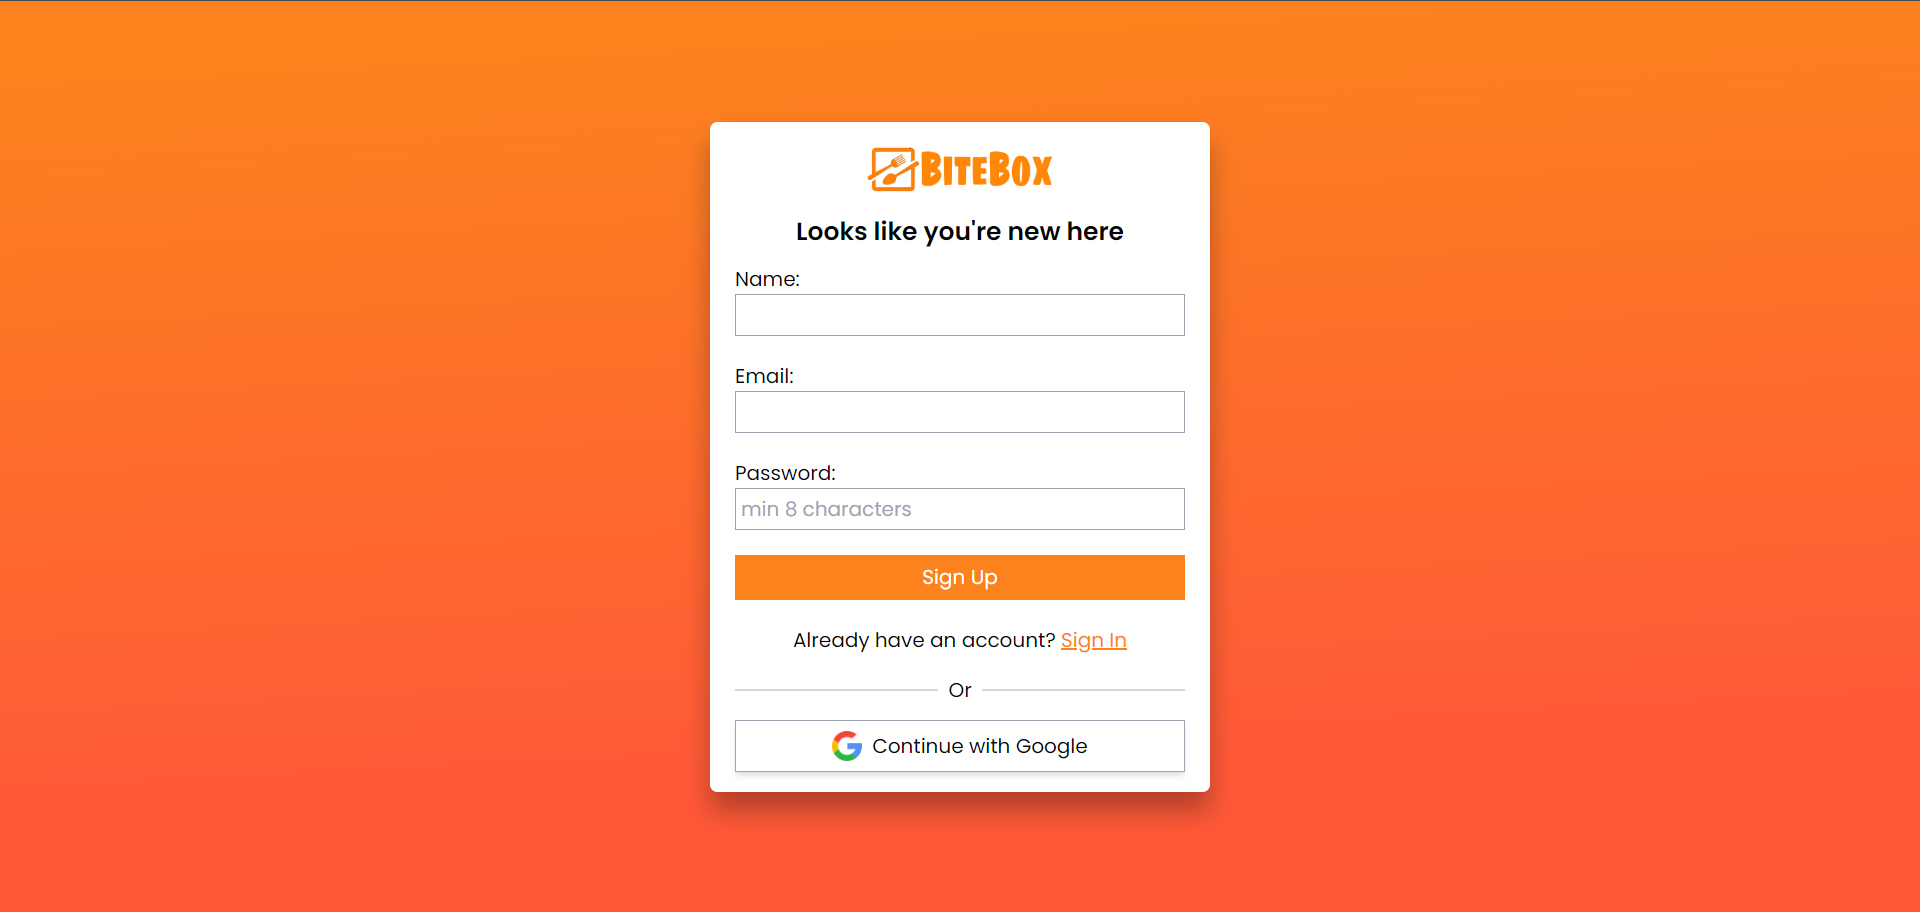 BITEBOX
Looks like you're new here
Name:
Email:
Password:
min 8 characters
Sign Up
Already have an account? Sign In
Or
Continue with Google